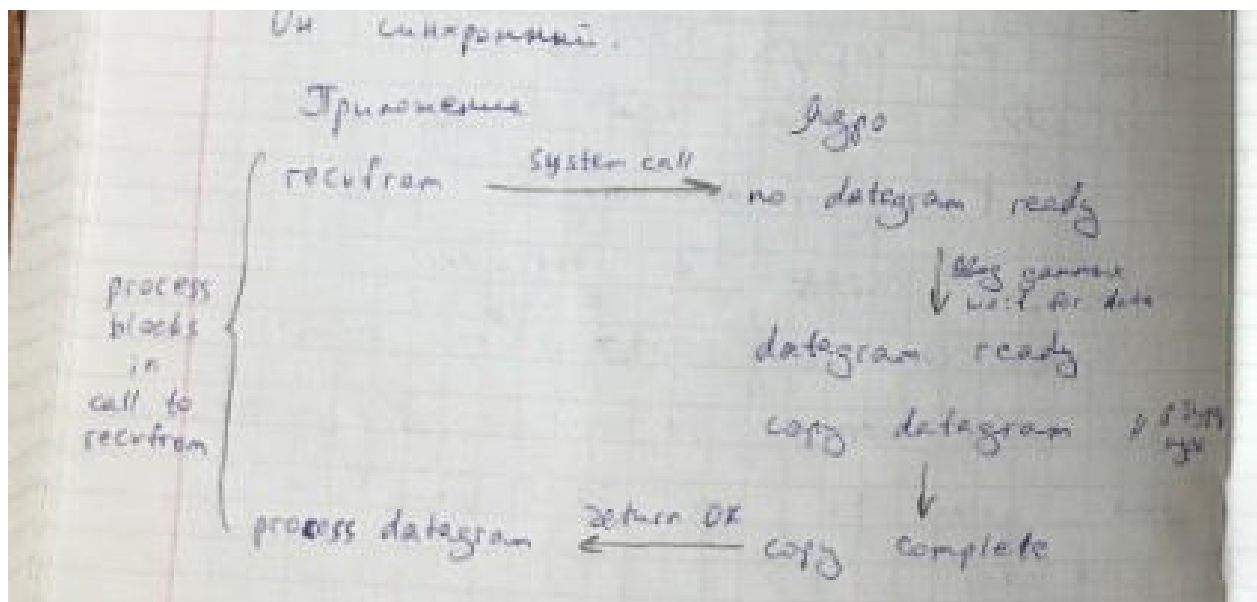 Он синхронный.
Приложение Ядро
recvfrom system call no datagram ready
данных
wait for data
process
blocks
in
call to
recvfrom
datagram ready
copy datagram //
process datagram return OK copy complete